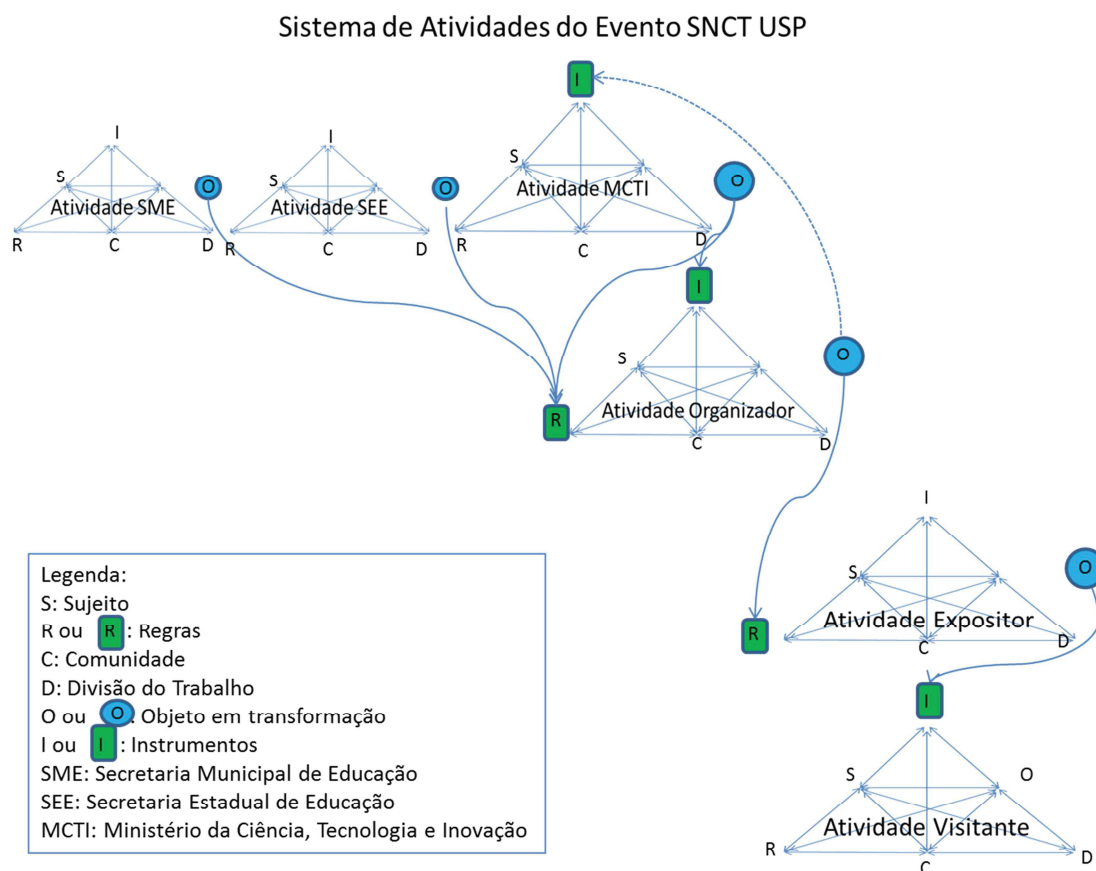 Sistema de Atividades do Evento SNCT USP
I
I
I
S
O
S
O
S
O
Atividade SME
Atividade SEE
Atividade MCTI
R
C
D
R
C
D
R
C
D
I
S
O
R
Atividade Organizador
C
D
I
S
O
R
Atividade Expositor
C
D
I
S
O
Atividade Visitante
R
C
D
Legenda:
S: Sujeito
R ou R : Regras
C: Comunidade
D: Divisão do Trabalho
O ou O : Objeto em transformação
I ou I : Instrumentos
SME: Secretaria Municipal de Educação
SEE: Secretaria Estadual de Educação
MCTI: Ministério da Ciência, Tecnologia e Inovação